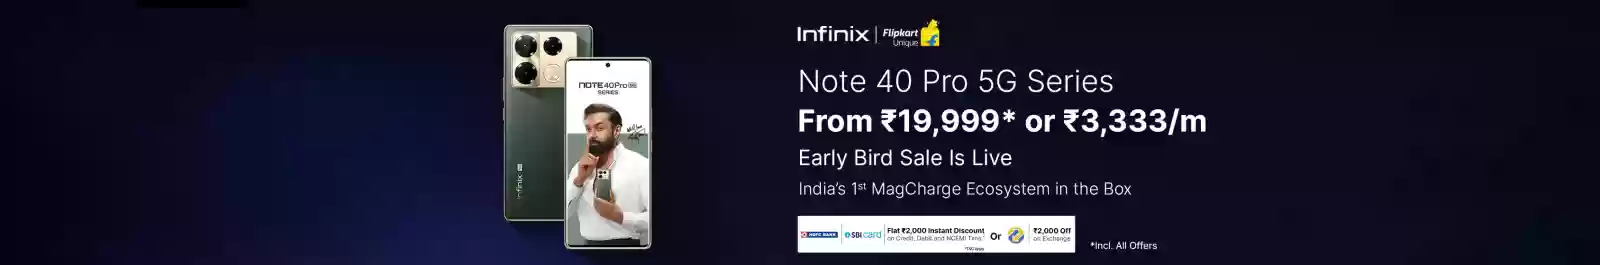 Infinix | Flipkart
Unique
Note 40 Pro 5G Series
From ₹19,999* or ₹3,333/m
Early Bird Sale Is Live
India's 1st MagCharge Ecosystem in the Box
HDFC BANK
SBI card
Flat ₹2,000 Instant Discount
on Credit, Debit and NCEMI Txns.*
*T&C Apply
Or
₹2,000 Off
on Exchange
*Incl. All Offers
NOTE 40Pro 5G
SERIES
Infinix